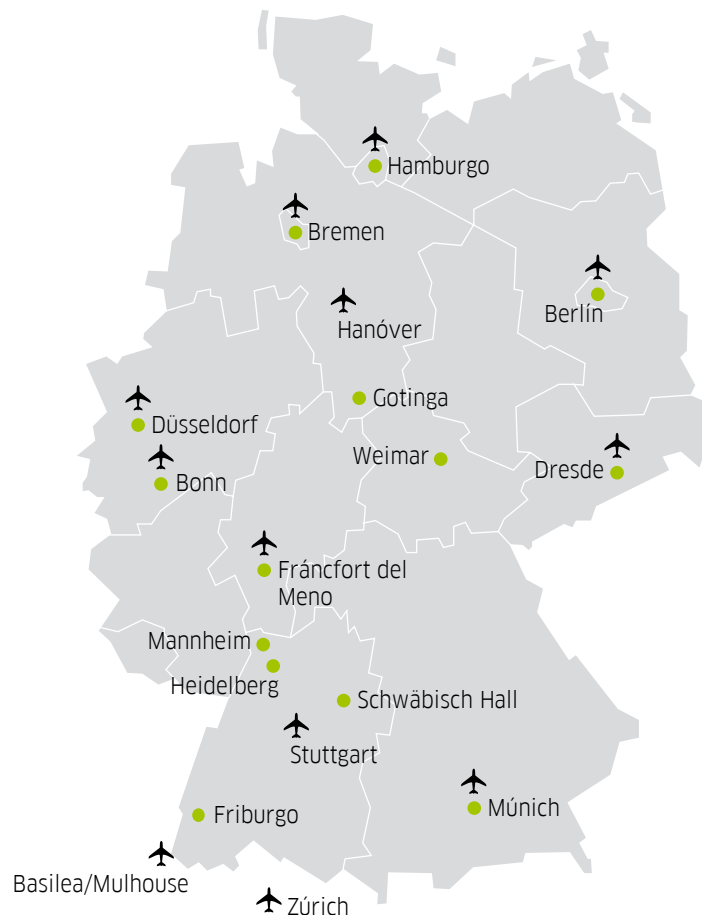 Hamburgo
Bremen
Berlín
Hanóver
Gotinga
Düsseldorf
Weimar
Dresde
Bonn
Fráncfort del
Meno
Mannheim
Heidelberg
Schwäbisch Hall
Stuttgart
Múnich
Friburgo
Basilea/Mulhouse
Zúrich